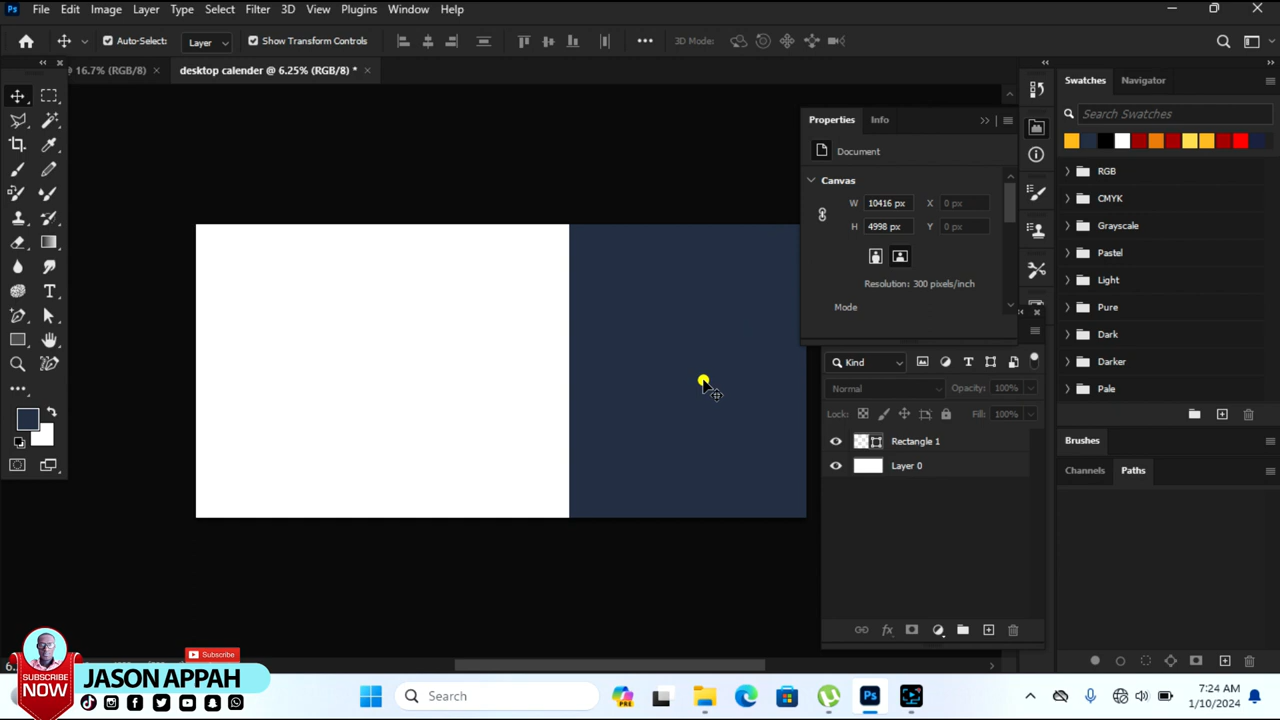 Ps File Edit Image Layer Type Select Filter 3D View Plugins Window Help
Auto-Select: Layer Show Transform Controls 3D Mode:
@ 16.7% (RGB/8) × desktop calender @ 6.25% (RGB/8) * ×
Swatches Navigator
Search Swatches
RGB
CMYK
Grayscale
Pastel
Light
Pure
Dark
Darker
Pale
Properties Info
Document
Canvas
W 10416 px X 0 px
H 4998 px Y 0 px
Resolution: 300 pixels/inch
Mode
Kind
Normal Opacity: 100%
Lock: Fill: 100%
Rectangle 1
Layer 0
Brushes
Channels Paths
Subscribe
SUBSCRIBE
NOW
JASON APPAH
Search
PRE
Ps
7:24 AM
1/10/2024